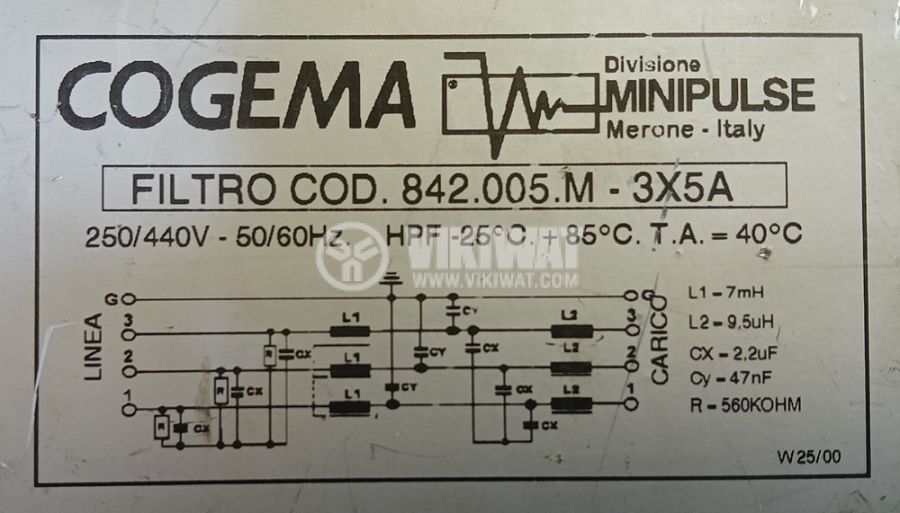 COGEMA
Divisione
MINIPULSE
Merone - Italy
FILTRO COD. 842.005.M - 3X5A
250/440V - 50/60Hz. HPF -25°C. + 85°C. T.A. = 40°C
VIKIWAT
WWW.VIKIWAT.COM
LINEA
G
3
2
1
R
CX
R
CX
R
CX
L1
L1
L1
CY
CY
CY
CX
CX
CX
L2
L2
L2
G
3
2
1
CARICO
L1 - 7mH
L2 - 9,5uH
CX - 2,2uF
Cy - 47nF
R - 560KOHM
W 25/00